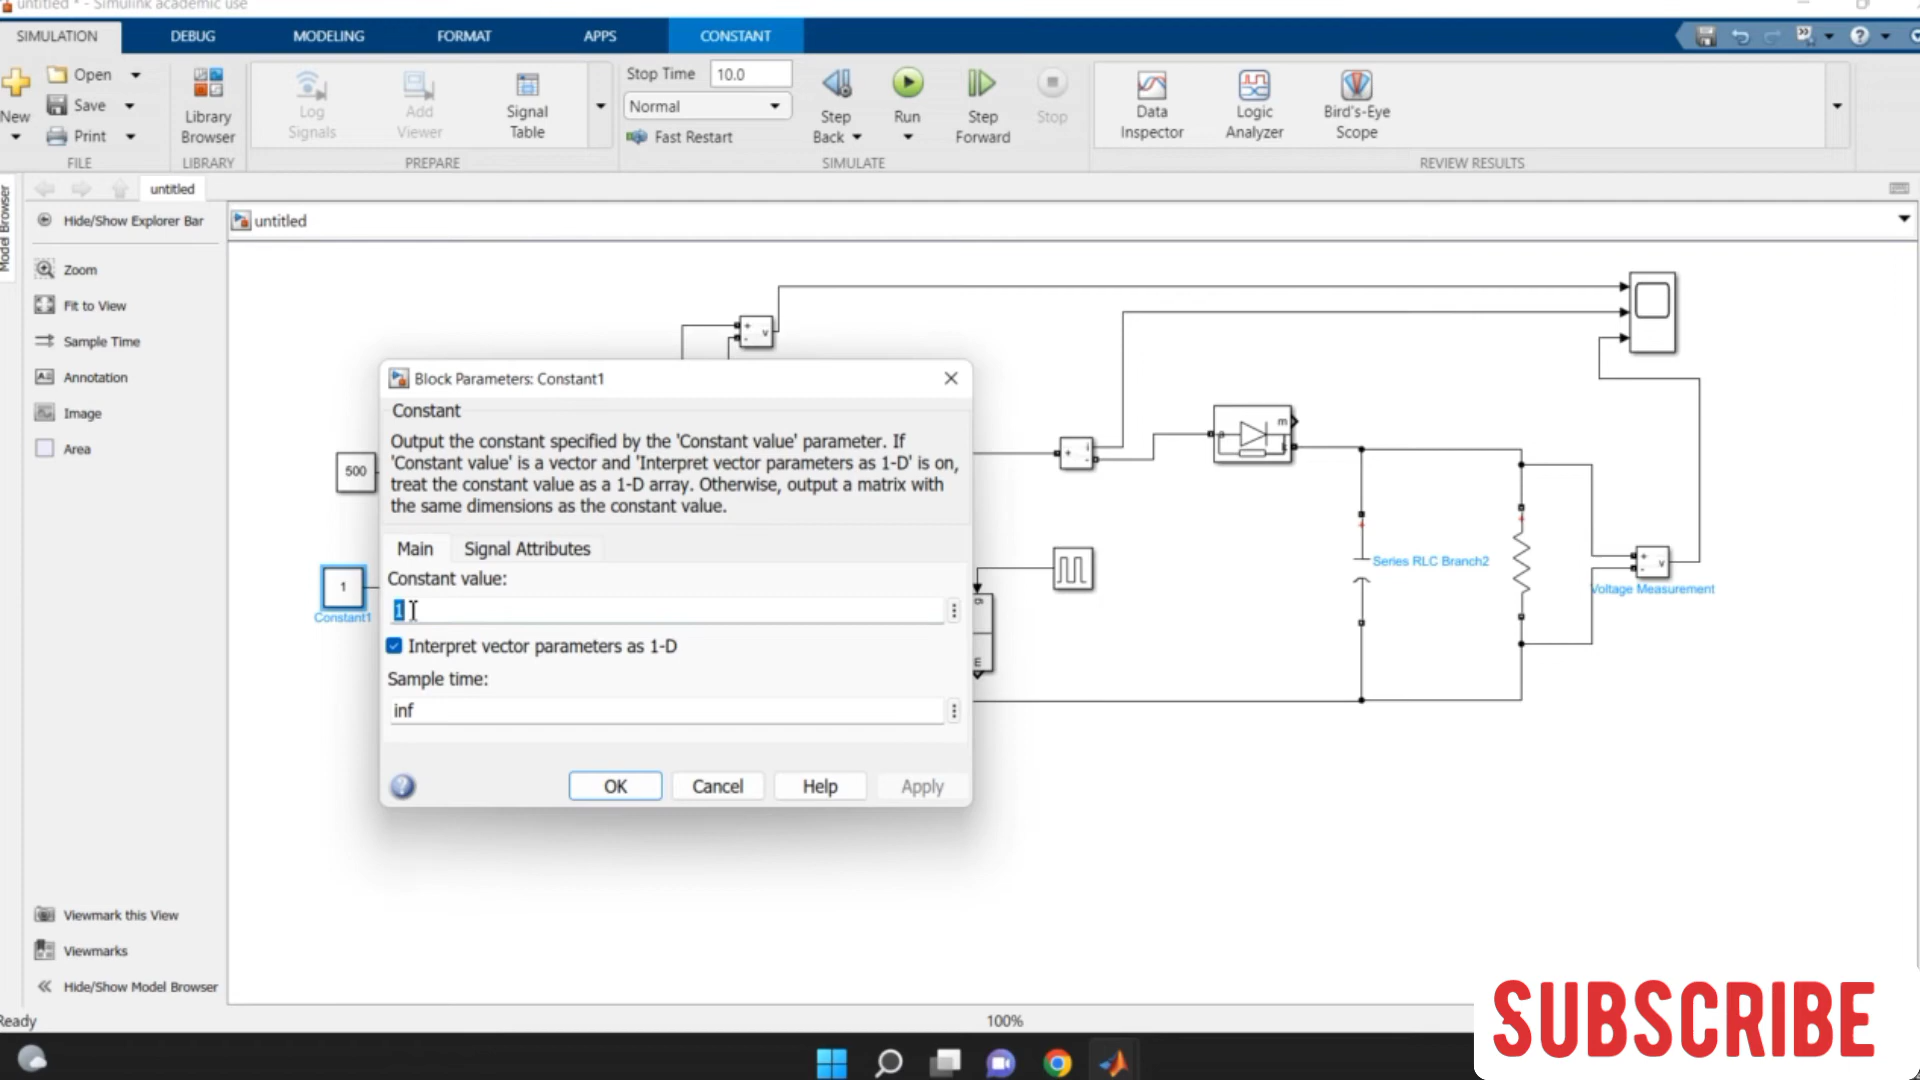 untitled * - Simulink academic use
SIMULATION
DEBUG
MODELING
FORMAT
APPS
CONSTANT
New
Open
Save
Print
FILE
Library
Browser
LIBRARY
Log
Signals
Add
Viewer
Signal
Table
PREPARE
Stop Time 10.0
Normal
Fast Restart
Step
Back
Run
Step
Forward
Stop
SIMULATE
Data
Inspector
Logic
Analyzer
Bird's-Eye
Scope
REVIEW RESULTS
Model Browser
untitled
Hide/Show Explorer Bar
untitled
Zoom
Fit to View
Sample Time
Annotation
Image
Area
Viewmark this View
Viewmarks
Hide/Show Model Browser
500
1
Constant1
+
-
v
Block Parameters: Constant1
Constant
Output the constant specified by the 'Constant value' parameter. If
'Constant value' is a vector and 'Interpret vector parameters as 1-D' is on,
treat the constant value as a 1-D array. Otherwise, output a matrix with
the same dimensions as the constant value.
Main
Signal Attributes
Constant value:
1
Interpret vector parameters as 1-D
Sample time:
inf
OK
Cancel
Help
Apply
+
i
-
a
m
k
g
E
Series RLC Branch2
+
-
v
Voltage Measurement
Ready
100%
SUBSCRIBE